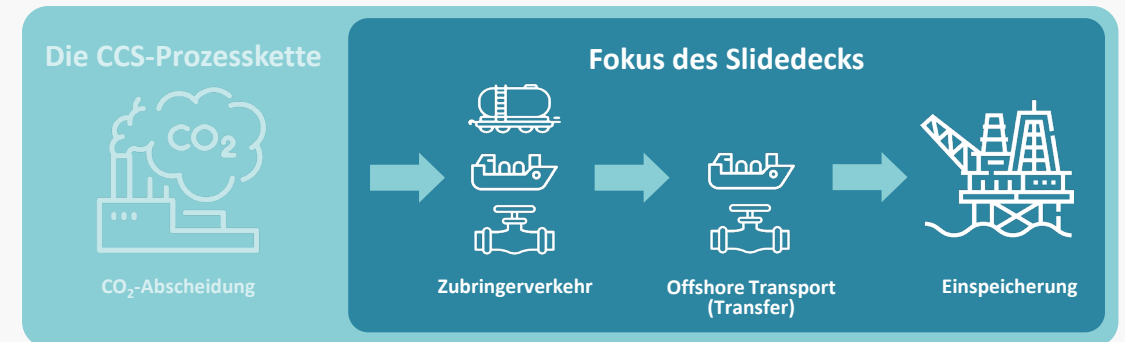 Die CCS-Prozesskette
Fokus des Slidedecks
CO₂
CO₂-Abscheidung
Zubringerverkehr
Offshore Transport
(Transfer)
Einspeicherung